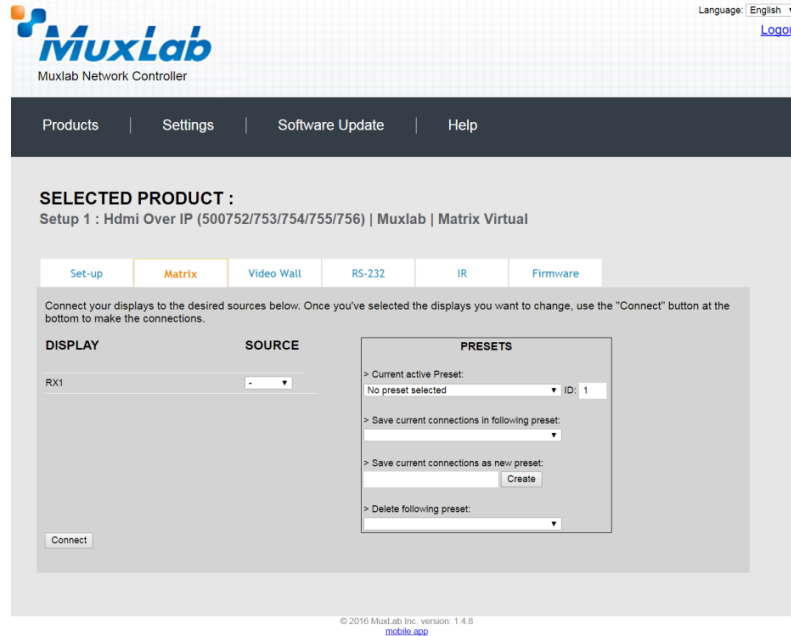 Language: English
Logou
MuxLab
Muxlab Network Controller
Products | Settings | Software Update | Help
SELECTED PRODUCT :
Setup 1 : Hdmi Over IP (500752/753/754/755/756) | Muxlab | Matrix Virtual
Set-up Matrix Video Wall RS-232 IR Firmware
Connect your displays to the desired sources below. Once you've selected the displays you want to change, use the "Connect" button at the
bottom to make the connections.
DISPLAY SOURCE PRESETS
> Current active Preset:
RX1 -
No preset selected ID: 1
> Save current connections in following preset:
> Save current connections as new preset:
Create
> Delete following preset:
Connect
© 2016 MuxLab Inc. version: 1.4.8
mobile app